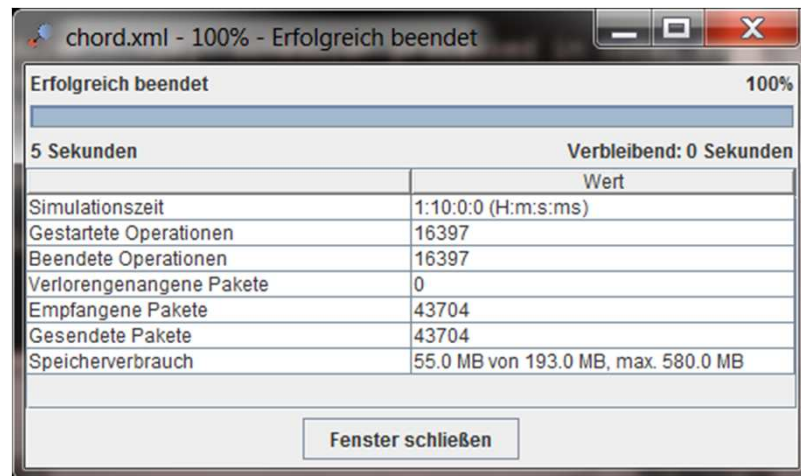 chord.xml - 100% - Erfolgreich beendet
Erfolgreich beendet 100%
5 Sekunden Verbleibend: 0 Sekunden
Wert
Simulationszeit 1:10:0:0 (H:m:s:ms)
Gestartete Operationen 16397
Beendete Operationen 16397
Verlorengenangene Pakete 0
Empfangene Pakete 43704
Gesendete Pakete 43704
Speicherverbrauch 55.0 MB von 193.0 MB, max. 580.0 MB
Fenster schließen